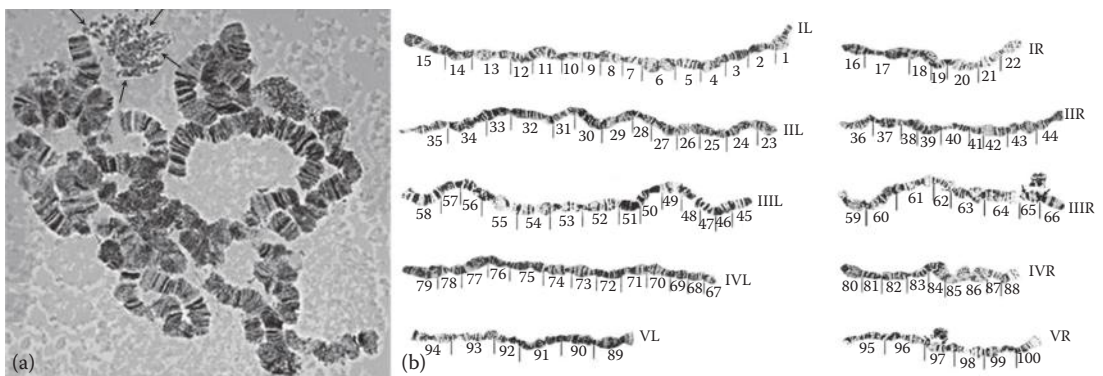 (a)
(b)
IL
15 14 13 12 11 10 9 8 7 6 5 4 3 2 1
IR
16 17 18 19 20 21 22
IIL
35 34 33 32 31 30 29 28 27 26 25 24 23
IIR
36 37 38 39 40 41 42 43 44
IIIL
58 57 56 55 54 53 52 51 50 49 48 47 46 45
IIIR
59 60 61 62 63 64 65 66
IVL
79 78 77 76 75 74 73 72 71 70 69 68 67
IVR
80 81 82 83 84 85 86 87 88
VL
94 93 92 91 90 89
VR
95 96 97 98 99 100